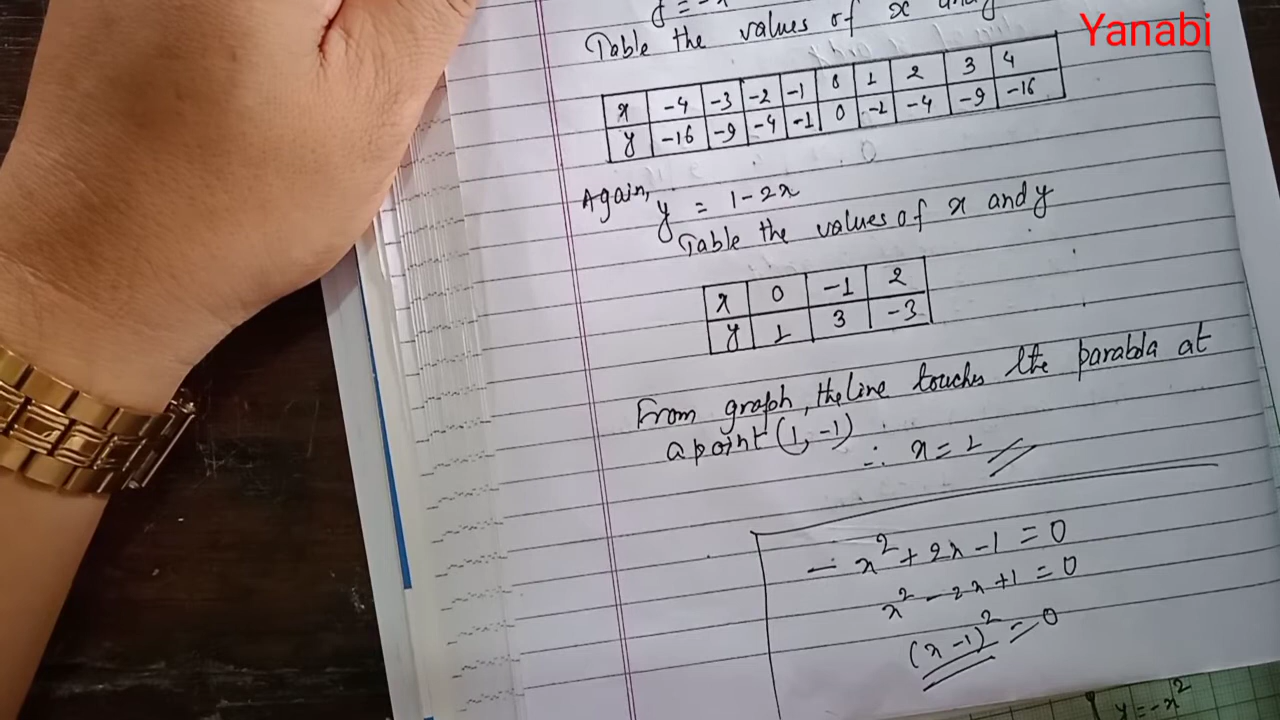 y = -x
Table the values of x and y
Yanabi
x -4 -3 -2 -1 0 1 2 3 4
y -16 -9 -4 -1 0 -1 -4 -9 -16
Again, y = 1-2x
Table the values of x and y
x 0 -1 2
y 1 3 -3
From graph, the line touches the parabola at
a point (1, -1)
∴ x = 1
- x² + 2x - 1 = 0
x² - 2x + 1 = 0
(x - 1)² = 0
y = -x²